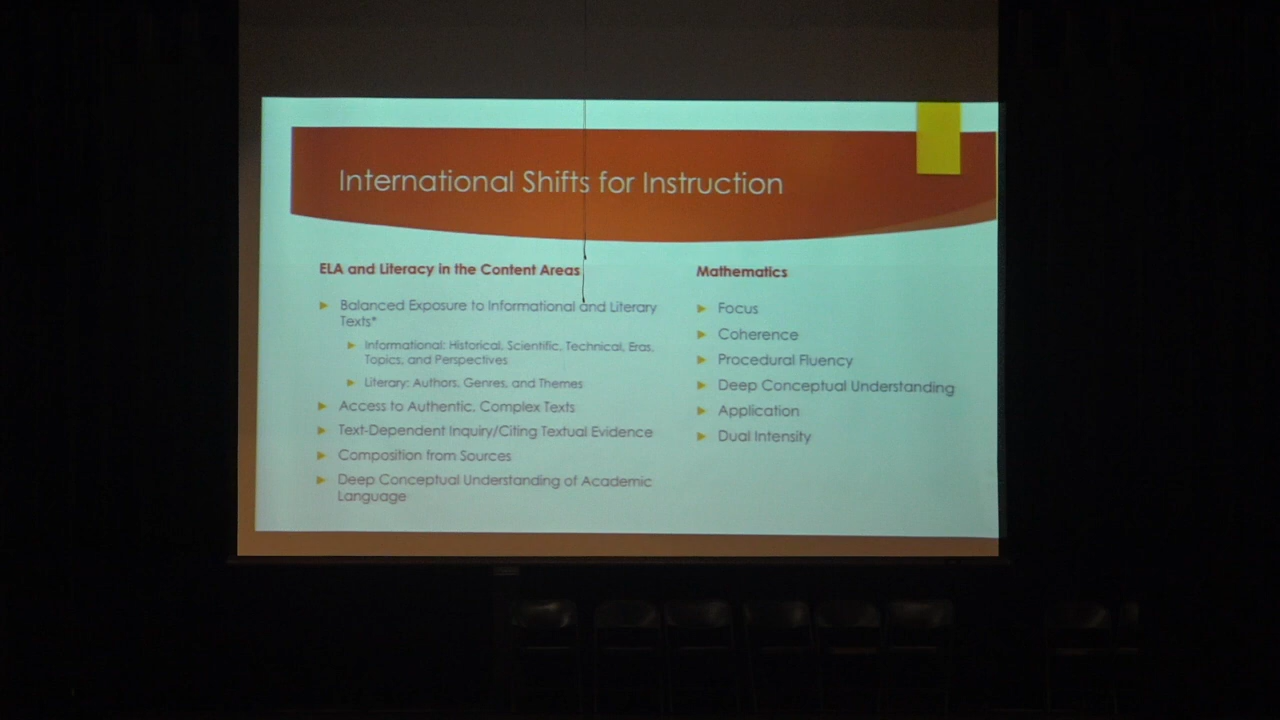 International Shifts for Instruction
ELA and Literacy in the Content Areas
Balanced Exposure to Informational and Literary
Texts*
Informational: Historical, Scientific, Technical, Eras,
Topics, and Perspectives
Literary: Authors, Genres, and Themes
Access to Authentic, Complex Texts
Text-Dependent Inquiry/Citing Textual Evidence
Composition from Sources
Deep Conceptual Understanding of Academic
Language
Mathematics
Focus
Coherence
Procedural Fluency
Deep Conceptual Understanding
Application
Dual Intensity